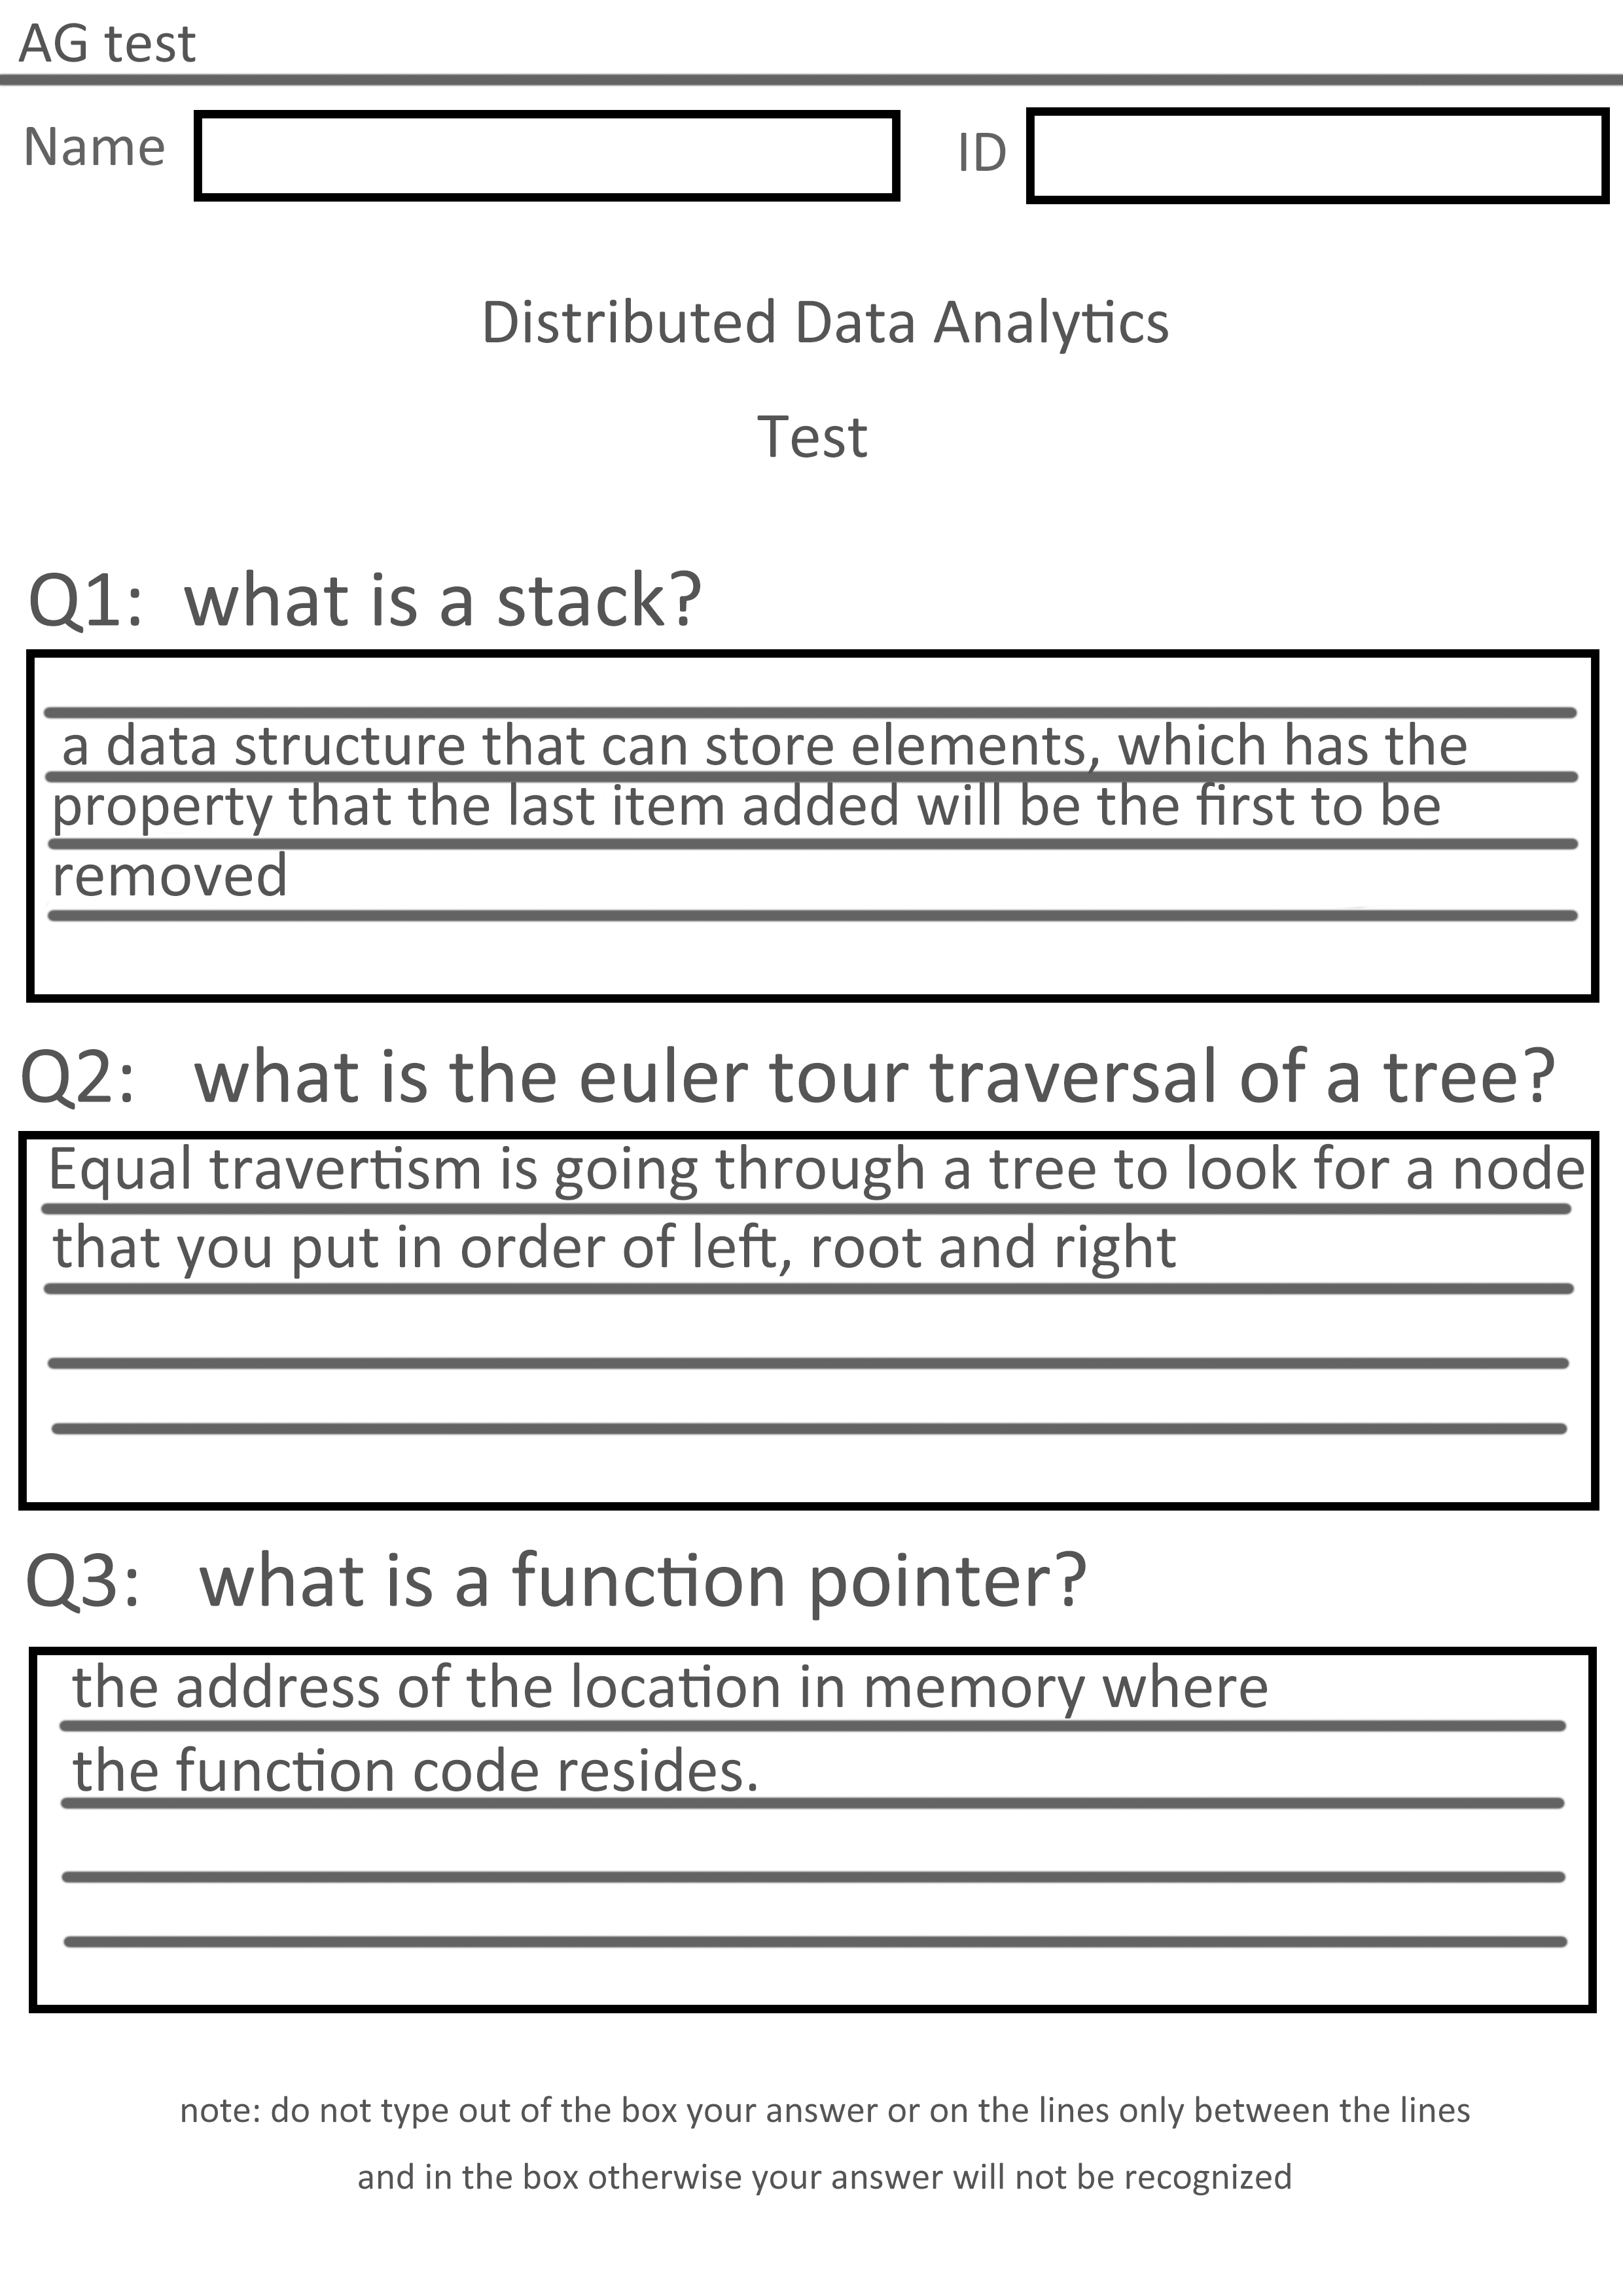 AG test
Name
ID
Distributed Data Analytics
Test
Q1: what is a stack?
a data structure that can store elements, which has the
property that the last item added will be the first to be
removed
Q2: what is the euler tour traversal of a tree?
Equal travertism is going through a tree to look for a node
that you put in order of left, root and right
Q3: what is a function pointer?
the address of the location in memory where
the function code resides.
note: do not type out of the box your answer or on the lines only between the lines
and in the box otherwise your answer will not be recognized